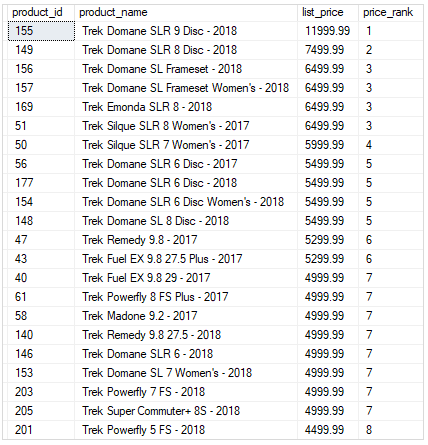 product_id product_name list_price price_rank
155 Trek Domane SLR 9 Disc - 2018 11999.99 1
149 Trek Domane SLR 8 Disc - 2018 7499.99 2
156 Trek Domane SL Frameset - 2018 6499.99 3
157 Trek Domane SL Frameset Women's - 2018 6499.99 3
169 Trek Emonda SLR 8 - 2018 6499.99 3
51 Trek Silque SLR 8 Women's - 2017 6499.99 3
50 Trek Silque SLR 7 Women's - 2017 5999.99 4
56 Trek Domane SLR 6 Disc - 2017 5499.99 5
177 Trek Domane SLR 6 Disc - 2018 5499.99 5
154 Trek Domane SLR 6 Disc Women's - 2018 5499.99 5
148 Trek Domane SL 8 Disc - 2018 5499.99 5
47 Trek Remedy 9.8 - 2017 5299.99 6
43 Trek Fuel EX 9.8 27.5 Plus - 2017 5299.99 6
40 Trek Fuel EX 9.8 29 - 2017 4999.99 7
61 Trek Powerfly 8 FS Plus - 2017 4999.99 7
58 Trek Madone 9.2 - 2017 4999.99 7
140 Trek Remedy 9.8 27.5 - 2018 4999.99 7
146 Trek Domane SLR 6 - 2018 4999.99 7
153 Trek Domane SL 7 Women's - 2018 4999.99 7
203 Trek Powerfly 7 FS - 2018 4999.99 7
205 Trek Super Commuter+ 8S - 2018 4999.99 7
201 Trek Powerfly 5 FS - 2018 4499.99 8